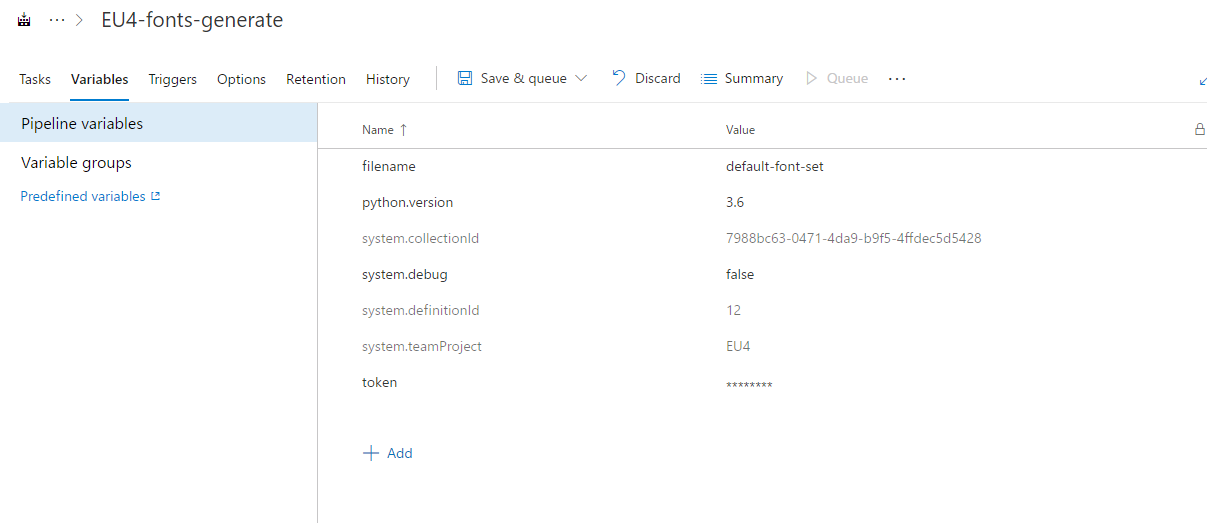 ··· > EU4-fonts-generate
Tasks Variables Triggers Options Retention History Save & queue Discard Summary Queue ···
Pipeline variables
Variable groups
Predefined variables
Name ↑ Value
filename default-font-set
python.version 3.6
system.collectionId 7988bc63-0471-4da9-b9f5-4ffdec5d5428
system.debug false
system.definitionId 12
system.teamProject EU4
token ********
+ Add